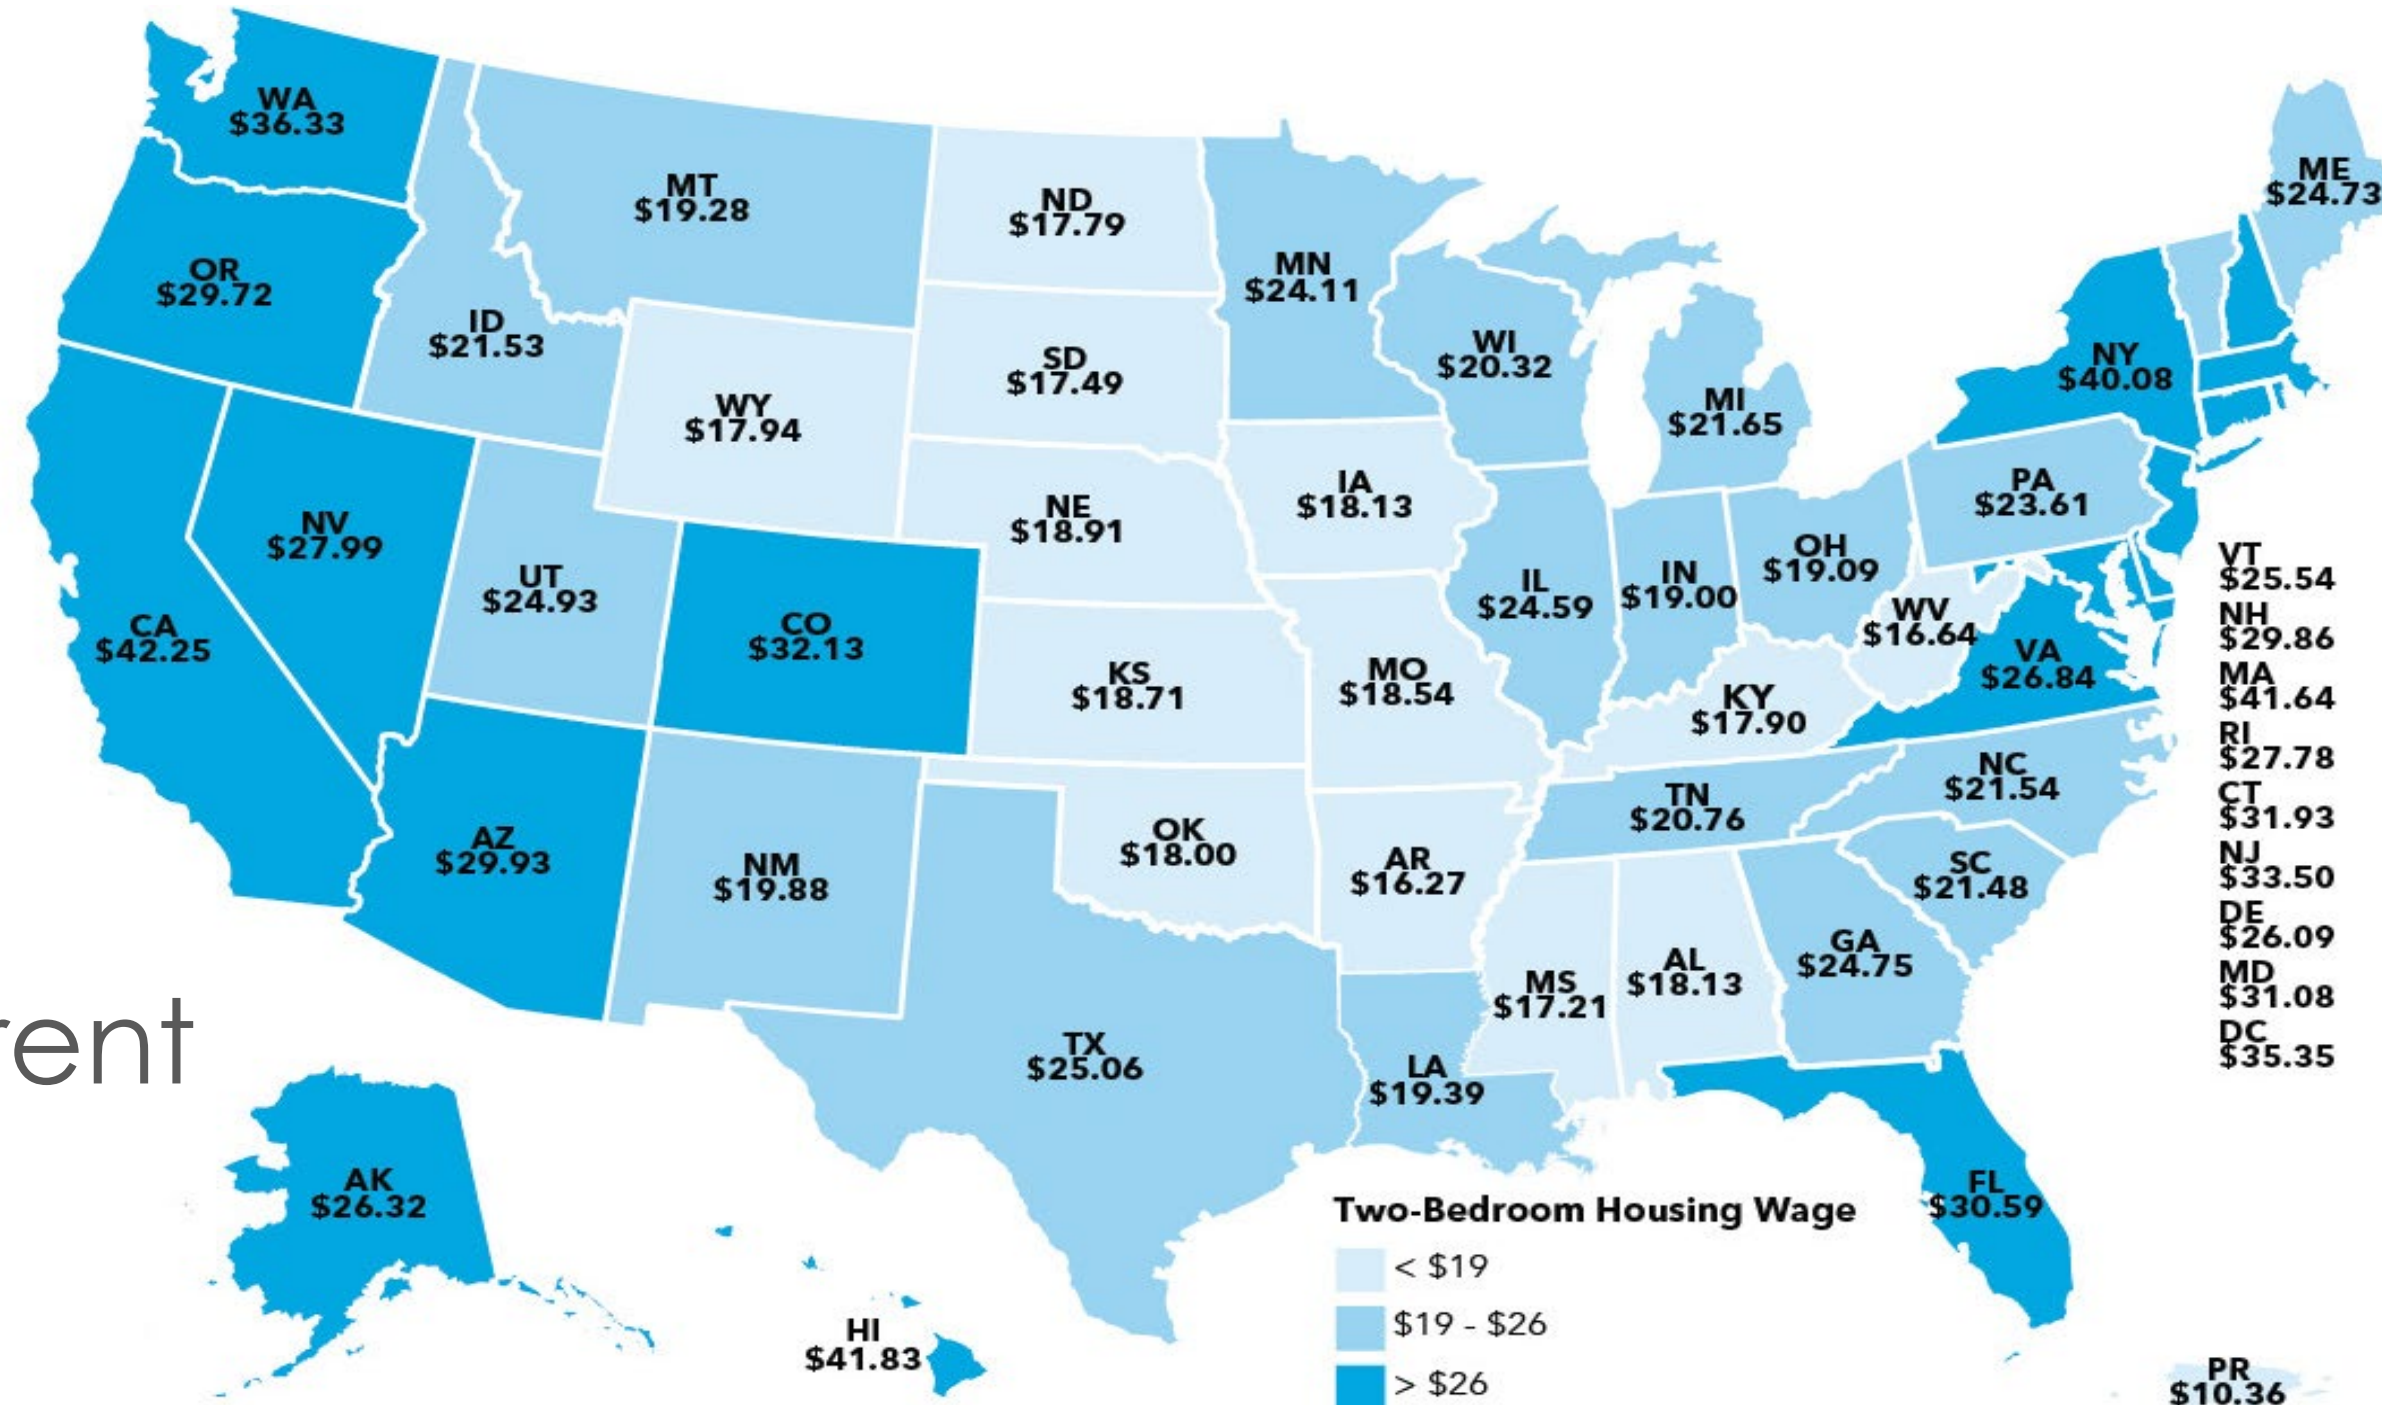 WA
$36.33
OR
$29.72
CA
$42.25
NV
$27.99
ID
$21.53
MT
$19.28
WY
$17.94
UT
$24.93
CO
$32.13
AZ
$29.93
NM
$19.88
ND
$17.79
SD
$17.49
NE
$18.91
KS
$18.71
OK
$18.00
TX
$25.06
MN
$24.11
IA
$18.13
MO
$18.54
AR
$16.27
LA
$19.39
WI
$20.32
IL
$24.59
MI
$21.65
IN
$19.00
OH
$19.09
KY
$17.90
TN
$20.76
MS
$17.21
AL
$18.13
GA
$24.75
FL
$30.59
SC
$21.48
NC
$21.54
VA
$26.84
WV
$16.64
PA
$23.61
NY
$40.08
ME
$24.73
VT
$25.54
NH
$29.86
MA
$41.64
RI
$27.78
CT
$31.93
NJ
$33.50
DE
$26.09
MD
$31.08
DC
$35.35
rent
AK
$26.32
HI
$41.83
Two-Bedroom Housing Wage
< $19
$19 - $26
> $26
PR
$10.36